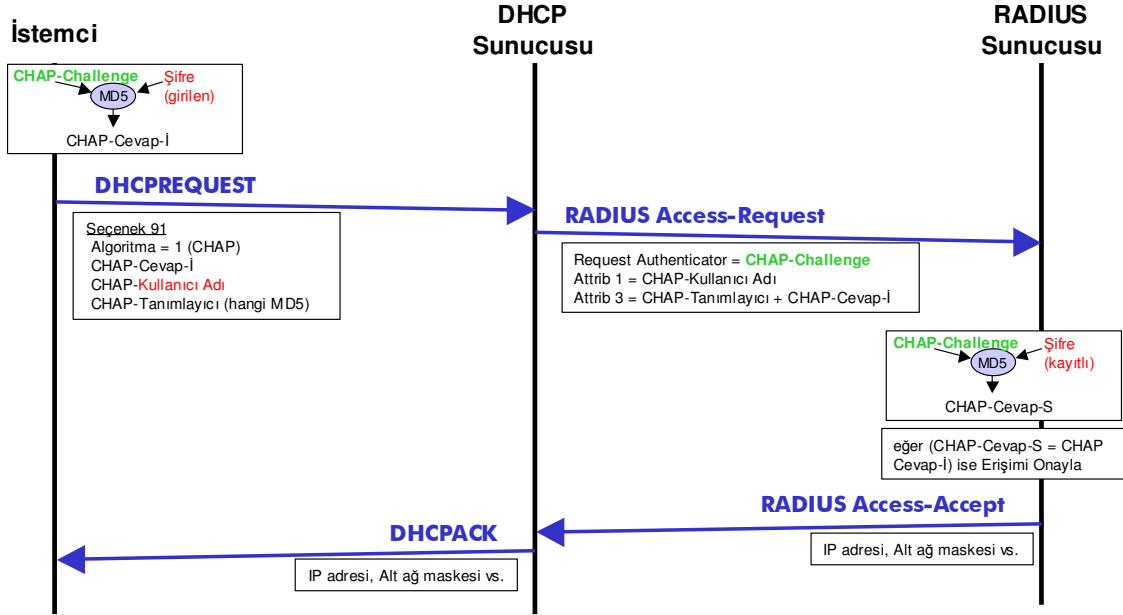 İstemci
DHCP
Sunucusu
RADIUS
Sunucusu
CHAP-Challenge
Şifre
(girilen)
MD5
CHAP-Cevap-İ
DHCPREQUEST
Seçenek 91
Algoritma = 1 (CHAP)
CHAP-Cevap-İ
CHAP-Kullanıcı Adı
CHAP-Tanımlayıcı (hangi MD5)
RADIUS Access-Request
Request Authenticator = CHAP-Challenge
Attrib 1 = CHAP-Kullanıcı Adı
Attrib 3 = CHAP-Tanımlayıcı + CHAP-Cevap-İ
CHAP-Challenge
Şifre
(kayıtlı)
MD5
CHAP-Cevap-S
eğer (CHAP-Cevap-S = CHAP
Cevap-İ) ise Erişimi Onayla
RADIUS Access-Accept
IP adresi, Alt ağ maskesi vs.
DHCPACK
IP adresi, Alt ağ maskesi vs.